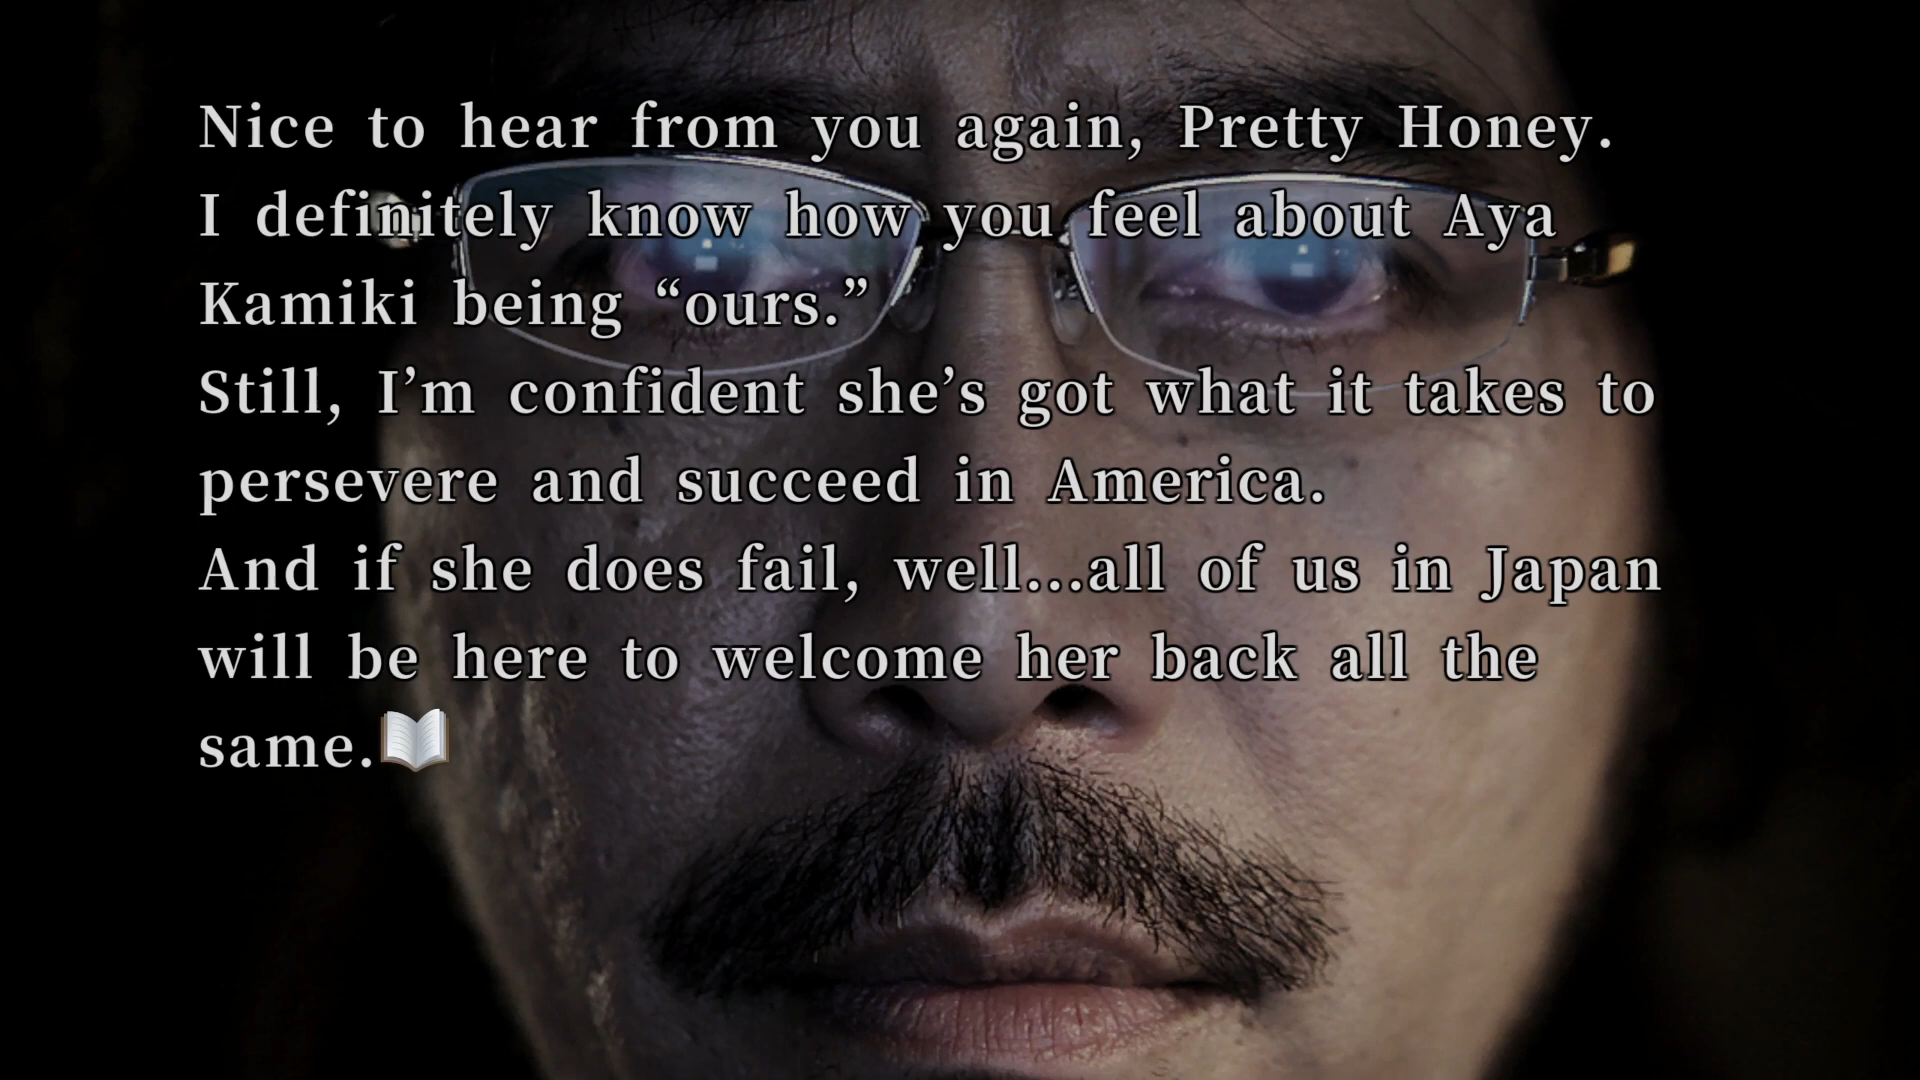 Nice to hear from you again, Pretty Honey.
I definitely know how you feel about Aya
Kamiki being “ours.”
Still, I’m confident she’s got what it takes to
persevere and succeed in America.
And if she does fail, well...all of us in Japan
will be here to welcome her back all the
same.